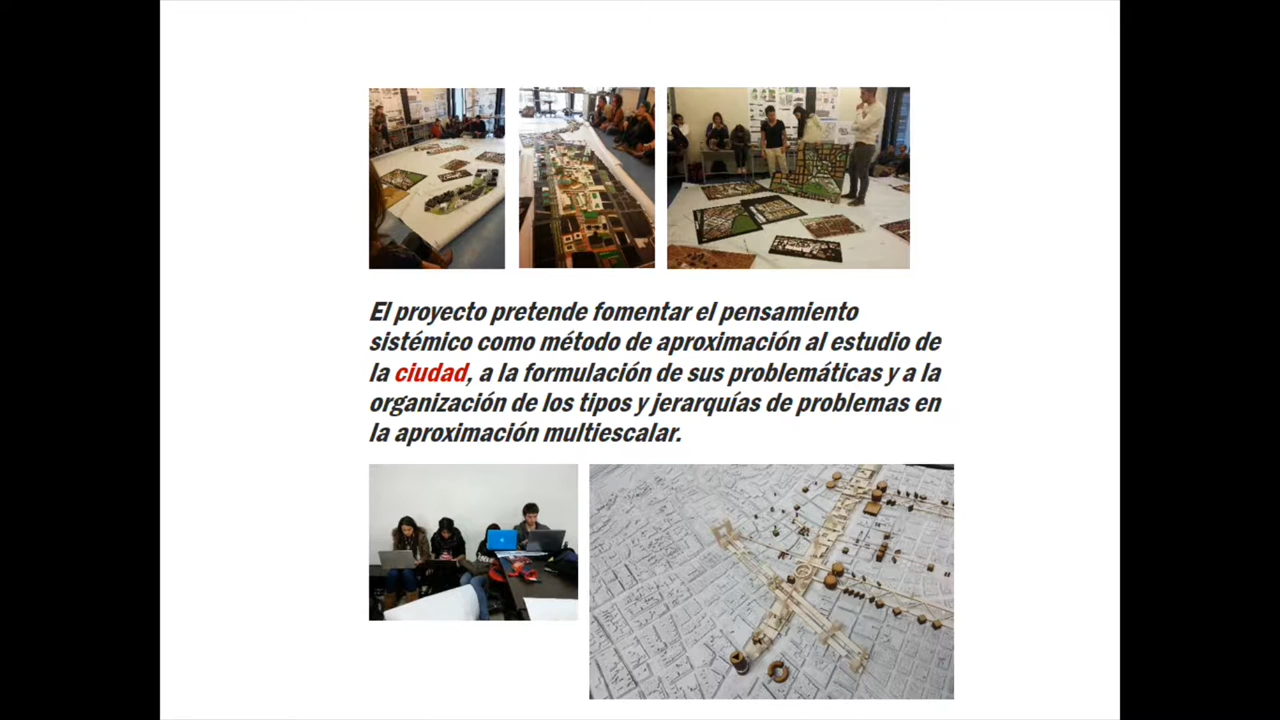 El proyecto pretende fomentar el pensamiento
sistémico como método de aproximación al estudio de
la ciudad, a la formulación de sus problemáticas y a la
organización de los tipos y jerarquías de problemas en
la aproximación multiescalar.